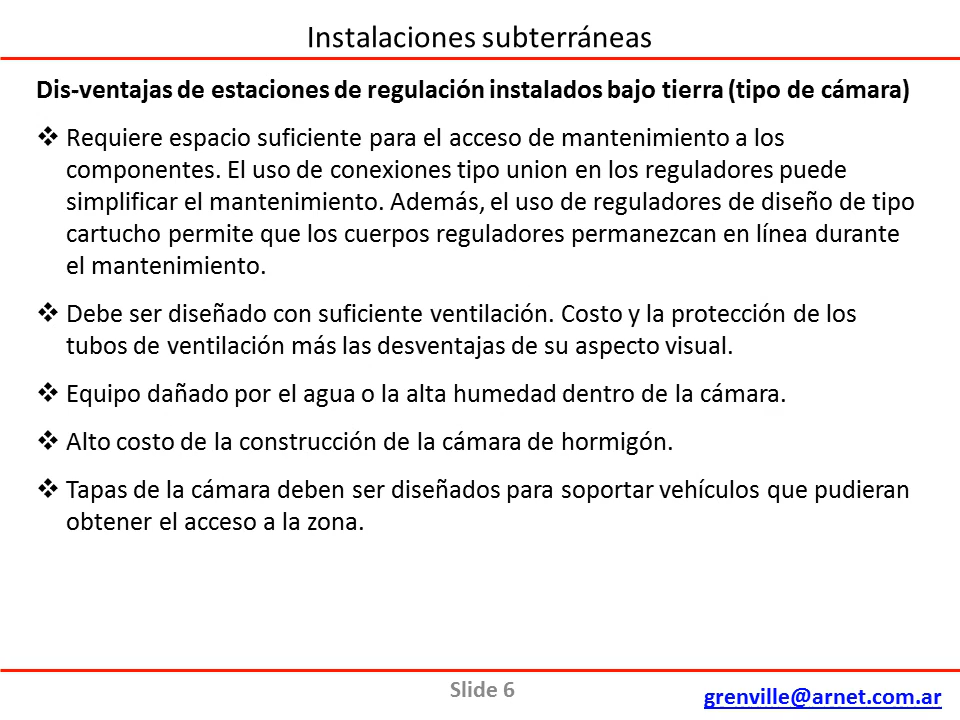 Instalaciones subterráneas
Dis-ventajas de estaciones de regulación instalados bajo tierra (tipo de cámara)
❖ Requiere espacio suficiente para el acceso de mantenimiento a los
componentes. El uso de conexiones tipo union en los reguladores puede
simplificar el mantenimiento. Además, el uso de reguladores de diseño de tipo
cartucho permite que los cuerpos reguladores permanezcan en línea durante
el mantenimiento.
❖ Debe ser diseñado con suficiente ventilación. Costo y la protección de los
tubos de ventilación más las desventajas de su aspecto visual.
❖ Equipo dañado por el agua o la alta humedad dentro de la cámara.
❖ Alto costo de la construcción de la cámara de hormigón.
❖ Tapas de la cámara deben ser diseñados para soportar vehículos que pudieran
obtener el acceso a la zona.
Slide 6
grenville@arnet.com.ar